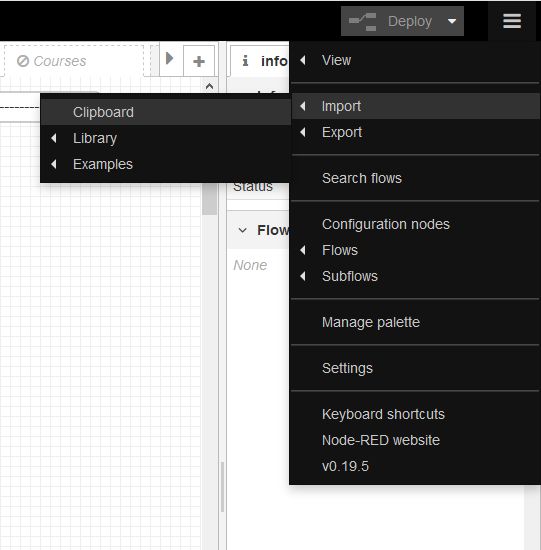 Deploy
Courses
info
View
Clipboard
Import
Library
Export
Examples
Status
Search flows
Configuration nodes
Flow
Flows
None
Subflows
Manage palette
Settings
Keyboard shortcuts
Node-RED website
v0.19.5